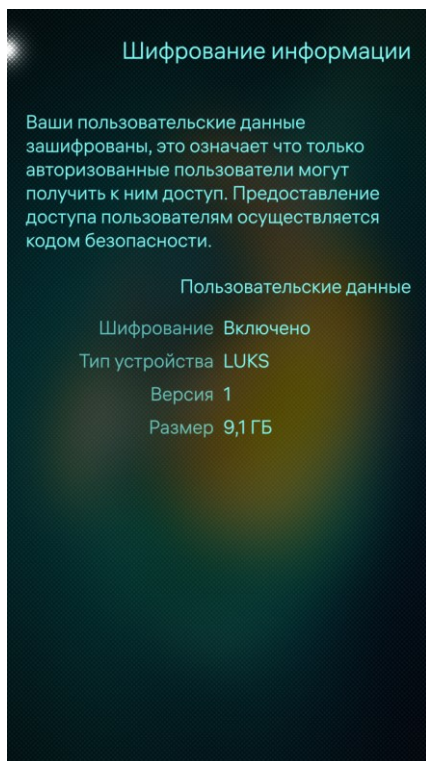 Шифрование информации
Ваши пользовательские данные
зашифрованы, это означает что только
авторизованные пользователи могут
получить к ним доступ. Предоставление
доступа пользователям осуществляется
кодом безопасности.
Пользовательские данные
Шифрование Включено
Тип устройства LUKS
Версия 1
Размер 9,1 ГБ